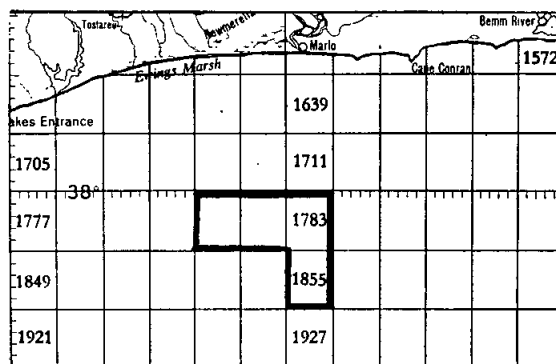 Tostaree
Bemm River
Marlo
Ewings Marsh
Cape Conran
1572
akes Entrance
1639
1705
1711
38°
1777
1783
1849
1855
1921
1927